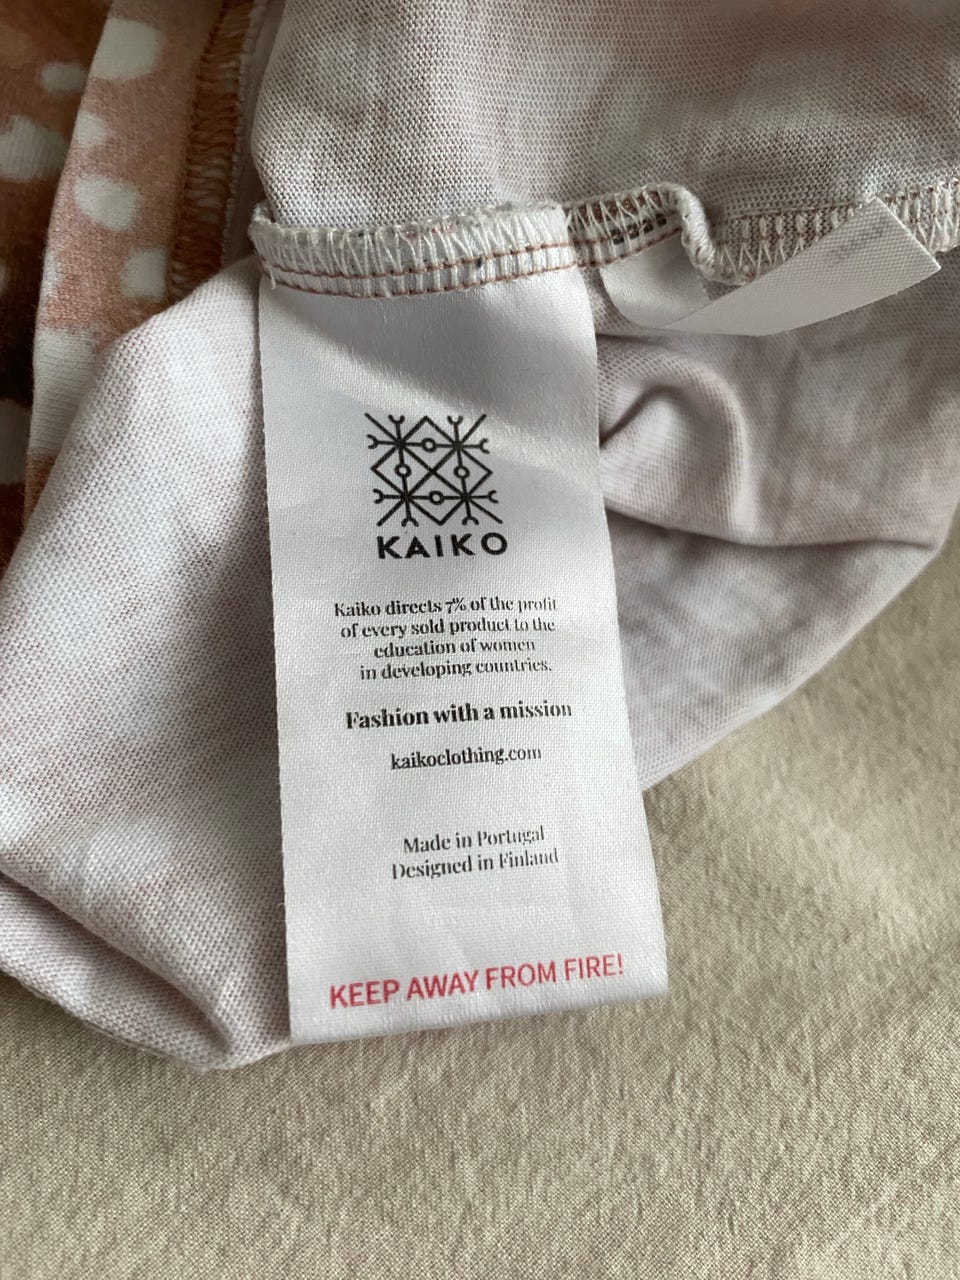 KAIKO
Kaiko directs 7% of the profit
of every sold product to the
education of women
in developing countries.
Fashion with a mission
kaikoclothing.com
Made in Portugal
Designed in Finland
KEEP AWAY FROM FIRE!